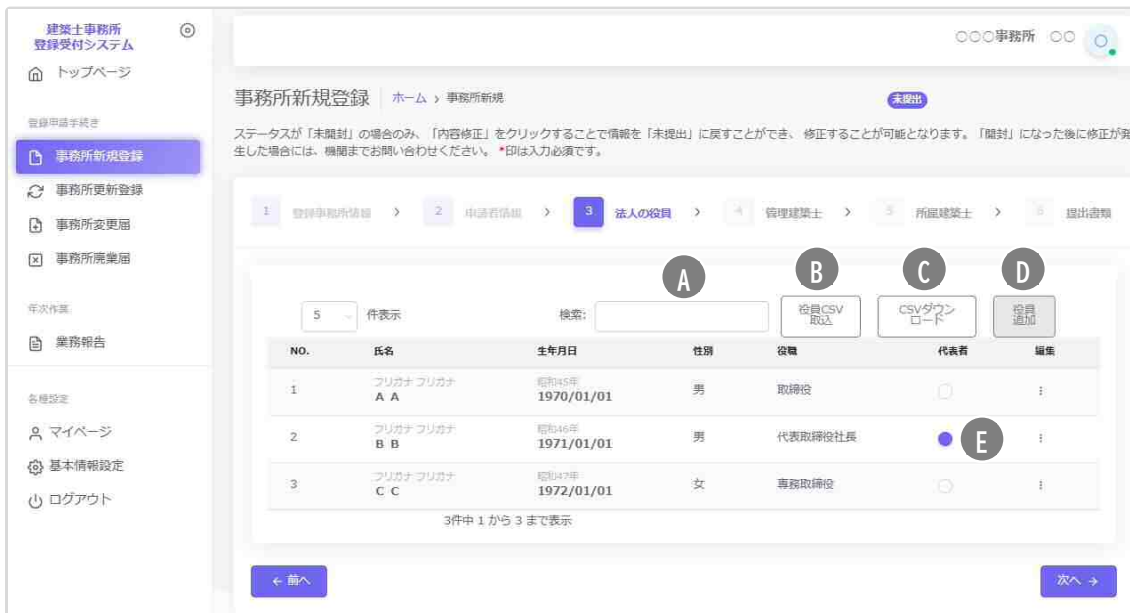 建築士事務所
登録受付システム
トップページ
登録申請手続き
事務所新規登録
事務所更新登録
事務所変更届
事務所廃業届
年次作業
業務報告
各種設定
マイページ
基本情報設定
ログアウト
○○○事務所 ○○
○
事務所新規登録 ホーム › 事務所新規 未提出
ステータスが「未開封」の場合のみ、「内容修正」をクリックすることで情報を「未提出」に戻すことができ、 修正することが可能となります。「開封」になった後に修正が発
生した場合には、機関までお問い合わせください。 *印は入力必須です。
1 登録事務所情報 › 2 申請者情報 › 3 法人の役員 › 4 管理建築士 › 5 所属建築士 › 6 提出書類
A B C D
5 件表示 検索: 役員CSV取込 CSVダウンロード 役員追加
NO. 氏名 生年月日 性別 役職 代表者 編集
フリガナ フリガナ 昭和45年
1 A A 1970/01/01 男 取締役
フリガナ フリガナ 昭和46年
2 B B 1971/01/01 男 代表取締役社長 E
フリガナ フリガナ 昭和47年
3 C C 1972/01/01 女 専務取締役
3件中 1 から 3 まで表示
← 前へ 次へ →